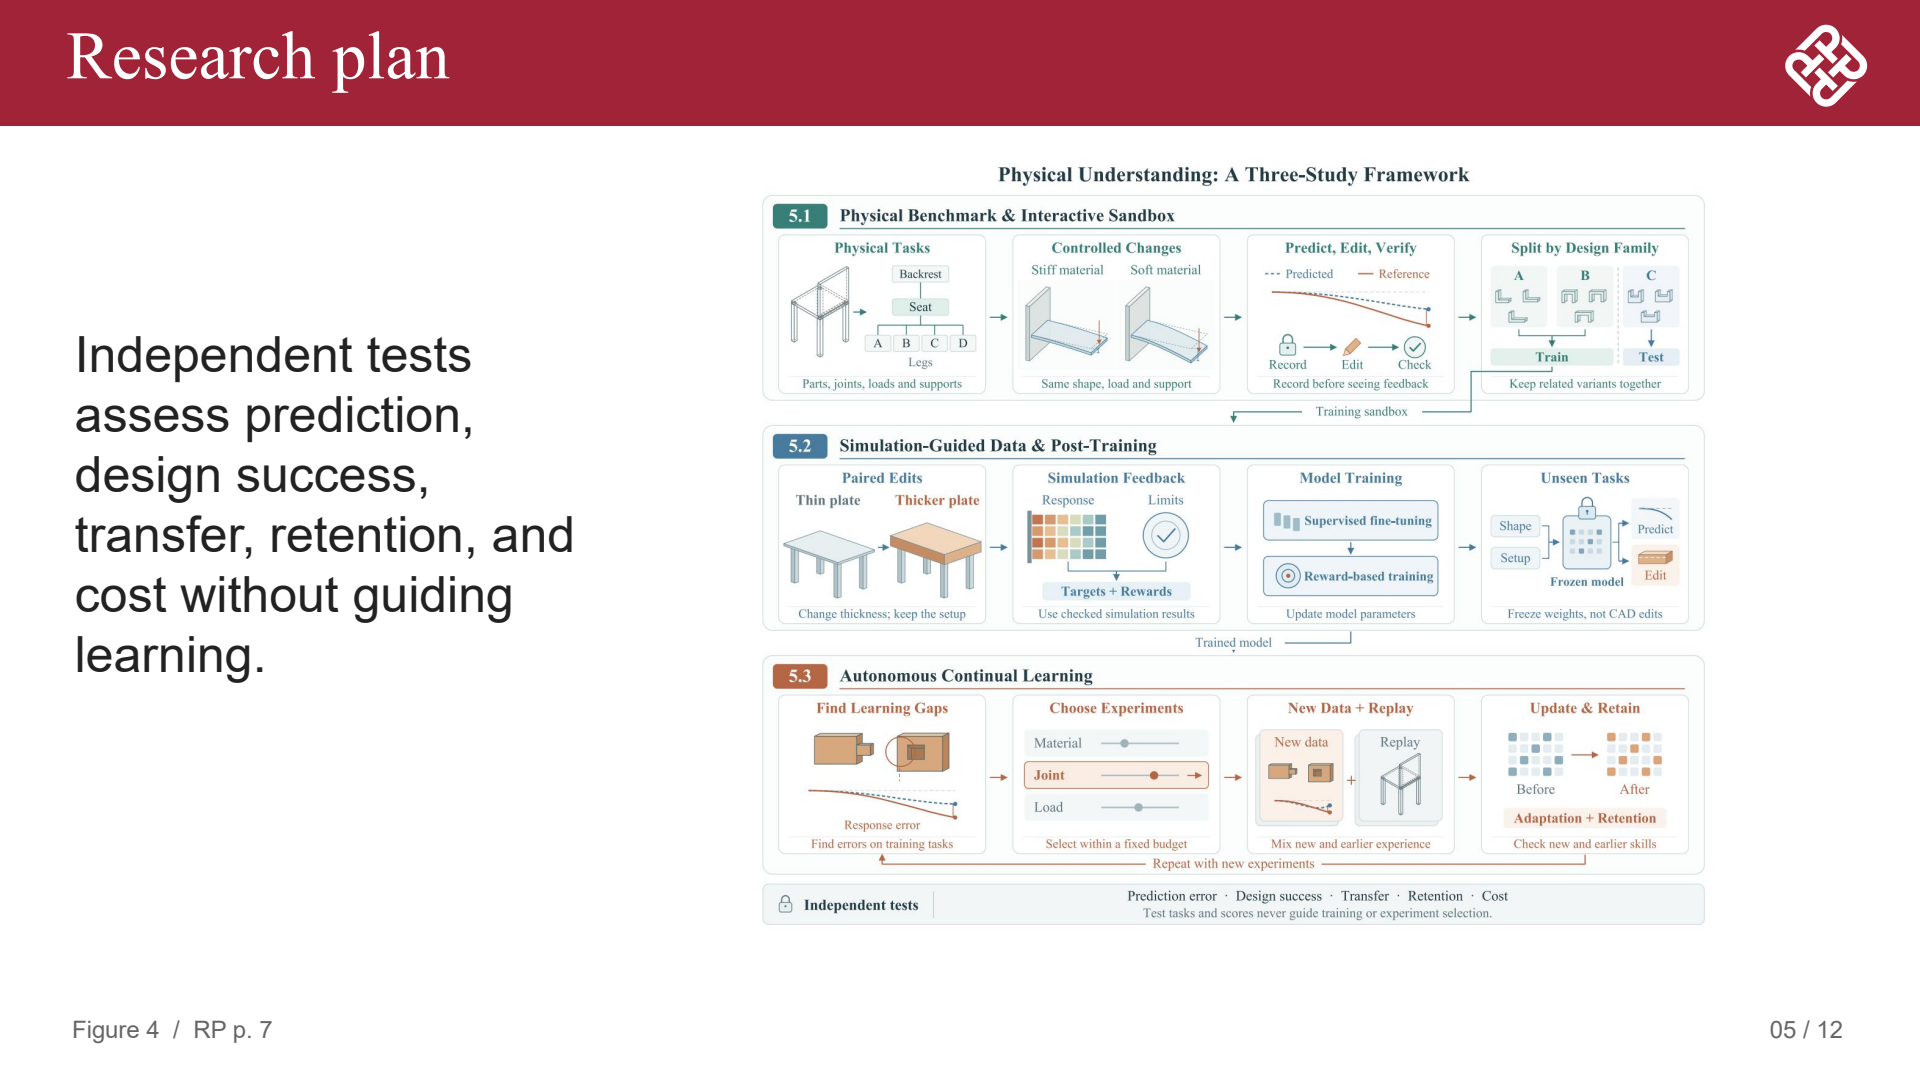 Research plan
Independent tests
assess prediction,
design success,
transfer, retention, and
cost without guiding
learning.
Physical Understanding: A Three-Study Framework
5.1 Physical Benchmark & Interactive Sandbox
Physical Tasks
Backrest
Seat
A B C D
Legs
Parts, joints, loads and supports
Controlled Changes
Stiff material Soft material
Same shape, load and support
Predict, Edit, Verify
Predicted Reference
Record Edit Check
Record before seeing feedback
Split by Design Family
A B C
Train Test
Keep related variants together
Training sandbox
5.2 Simulation-Guided Data & Post-Training
Paired Edits
Thin plate Thicker plate
Change thickness; keep the setup
Simulation Feedback
Response Limits
Targets + Rewards
Use checked simulation results
Model Training
Supervised fine-tuning
Reward-based training
Update model parameters
Unseen Tasks
Shape
Setup
Frozen model
Predict
Edit
Freeze weights, not CAD edits
Trained model
5.3 Autonomous Continual Learning
Find Learning Gaps
Response error
Find errors on training tasks
Choose Experiments
Material
Joint
Load
Select within a fixed budget
New Data + Replay
New data + Replay
Mix new and earlier experience
Update & Retain
Before After
Adaptation + Retention
Check new and earlier skills
Repeat with new experiments
Independent tests
Prediction error · Design success · Transfer · Retention · Cost
Test tasks and scores never guide training or experiment selection.
Figure 4 / RP p. 7
05 / 12